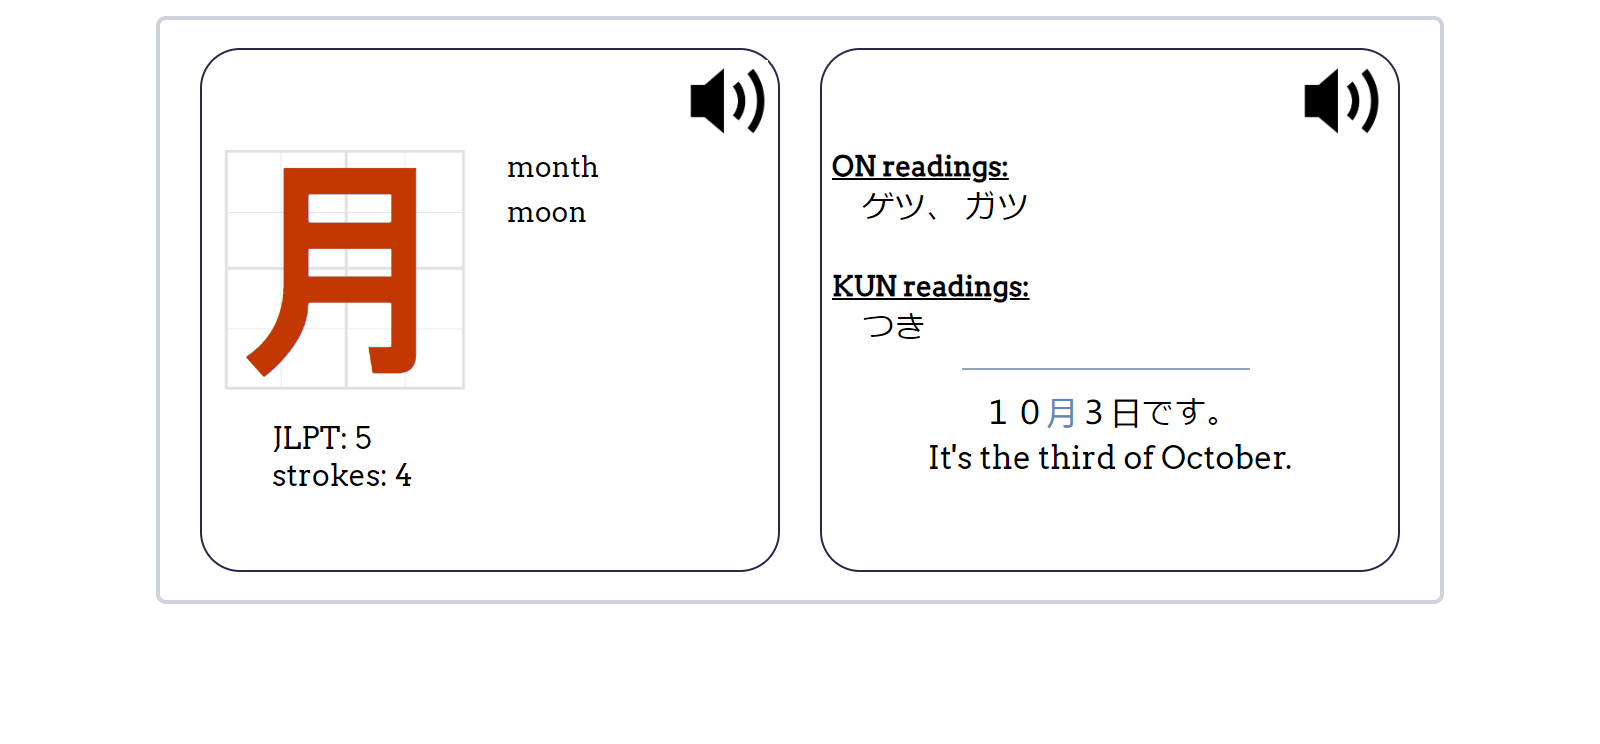 月
month
moon
JLPT: 5
strokes: 4
ON readings:
ゲツ、 ガツ
KUN readings:
つき
１０月３日です。
It's the third of October.